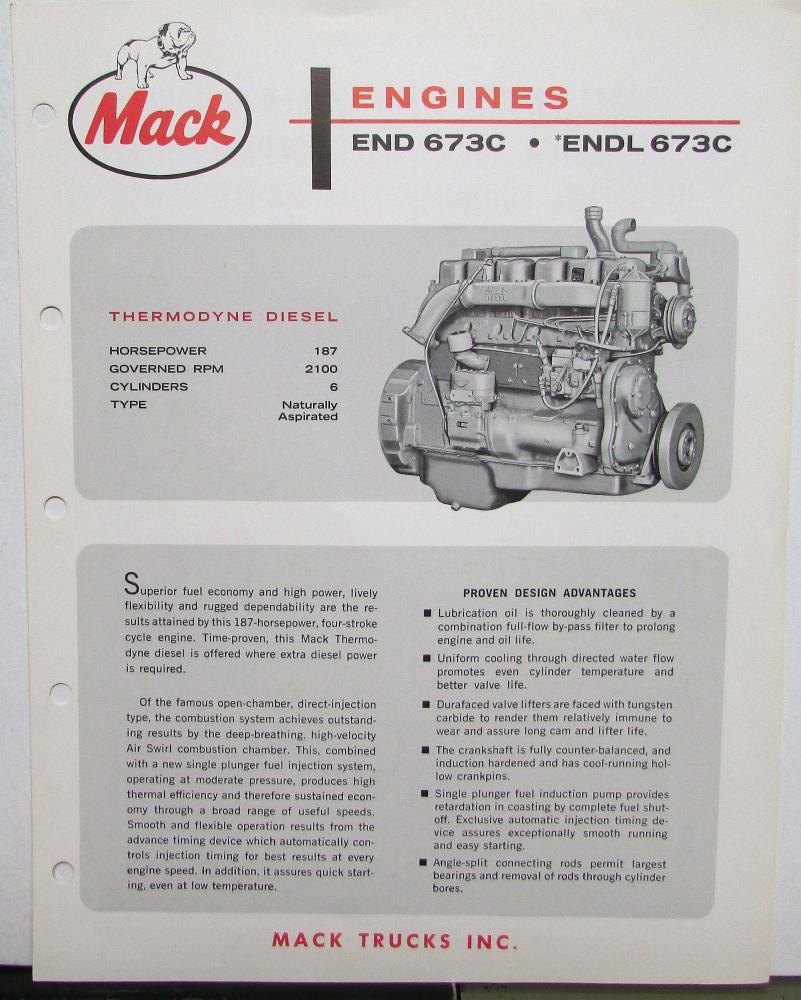 Mack
ENGINES
END 673C • *ENDL 673C
THERMODYNE DIESEL
HORSEPOWER 187
GOVERNED RPM 2100
CYLINDERS 6
TYPE Naturally
Aspirated
MACK
DIESEL
Superior fuel economy and high power, lively
flexibility and rugged dependability are the re-
sults attained by this 187-horsepower, four-stroke
cycle engine. Time-proven, this Mack Thermo-
dyne diesel is offered where extra diesel power
is required.
Of the famous open-chamber, direct-injection
type, the combustion system achieves outstand-
ing results by the deep-breathing, high-velocity
Air Swirl combustion chamber. This, combined
with a new single plunger fuel injection system,
operating at moderate pressure, produces high
thermal efficiency and therefore sustained econ-
omy through a broad range of useful speeds.
Smooth and flexible operation results from the
advance timing device which automatically con-
trols injection timing for best results at every
engine speed. In addition, it assures quick start-
ing, even at low temperature.
PROVEN DESIGN ADVANTAGES
■ Lubrication oil is thoroughly cleaned by a
combination full-flow by-pass filter to prolong
engine and oil life.
■ Uniform cooling through directed water flow
promotes even cylinder temperature and
better valve life.
■ Durafaced valve lifters are faced with tungsten
carbide to render them relatively immune to
wear and assure long cam and lifter life.
■ The crankshaft is fully counter-balanced, and
induction hardened and has cool-running hol-
low crankpins.
■ Single plunger fuel induction pump provides
retardation in coasting by complete fuel shut-
off. Exclusive automatic injection timing de-
vice assures exceptionally smooth running
and easy starting.
■ Angle-split connecting rods permit largest
bearings and removal of rods through cylinder
bores.
MACK TRUCKS INC.